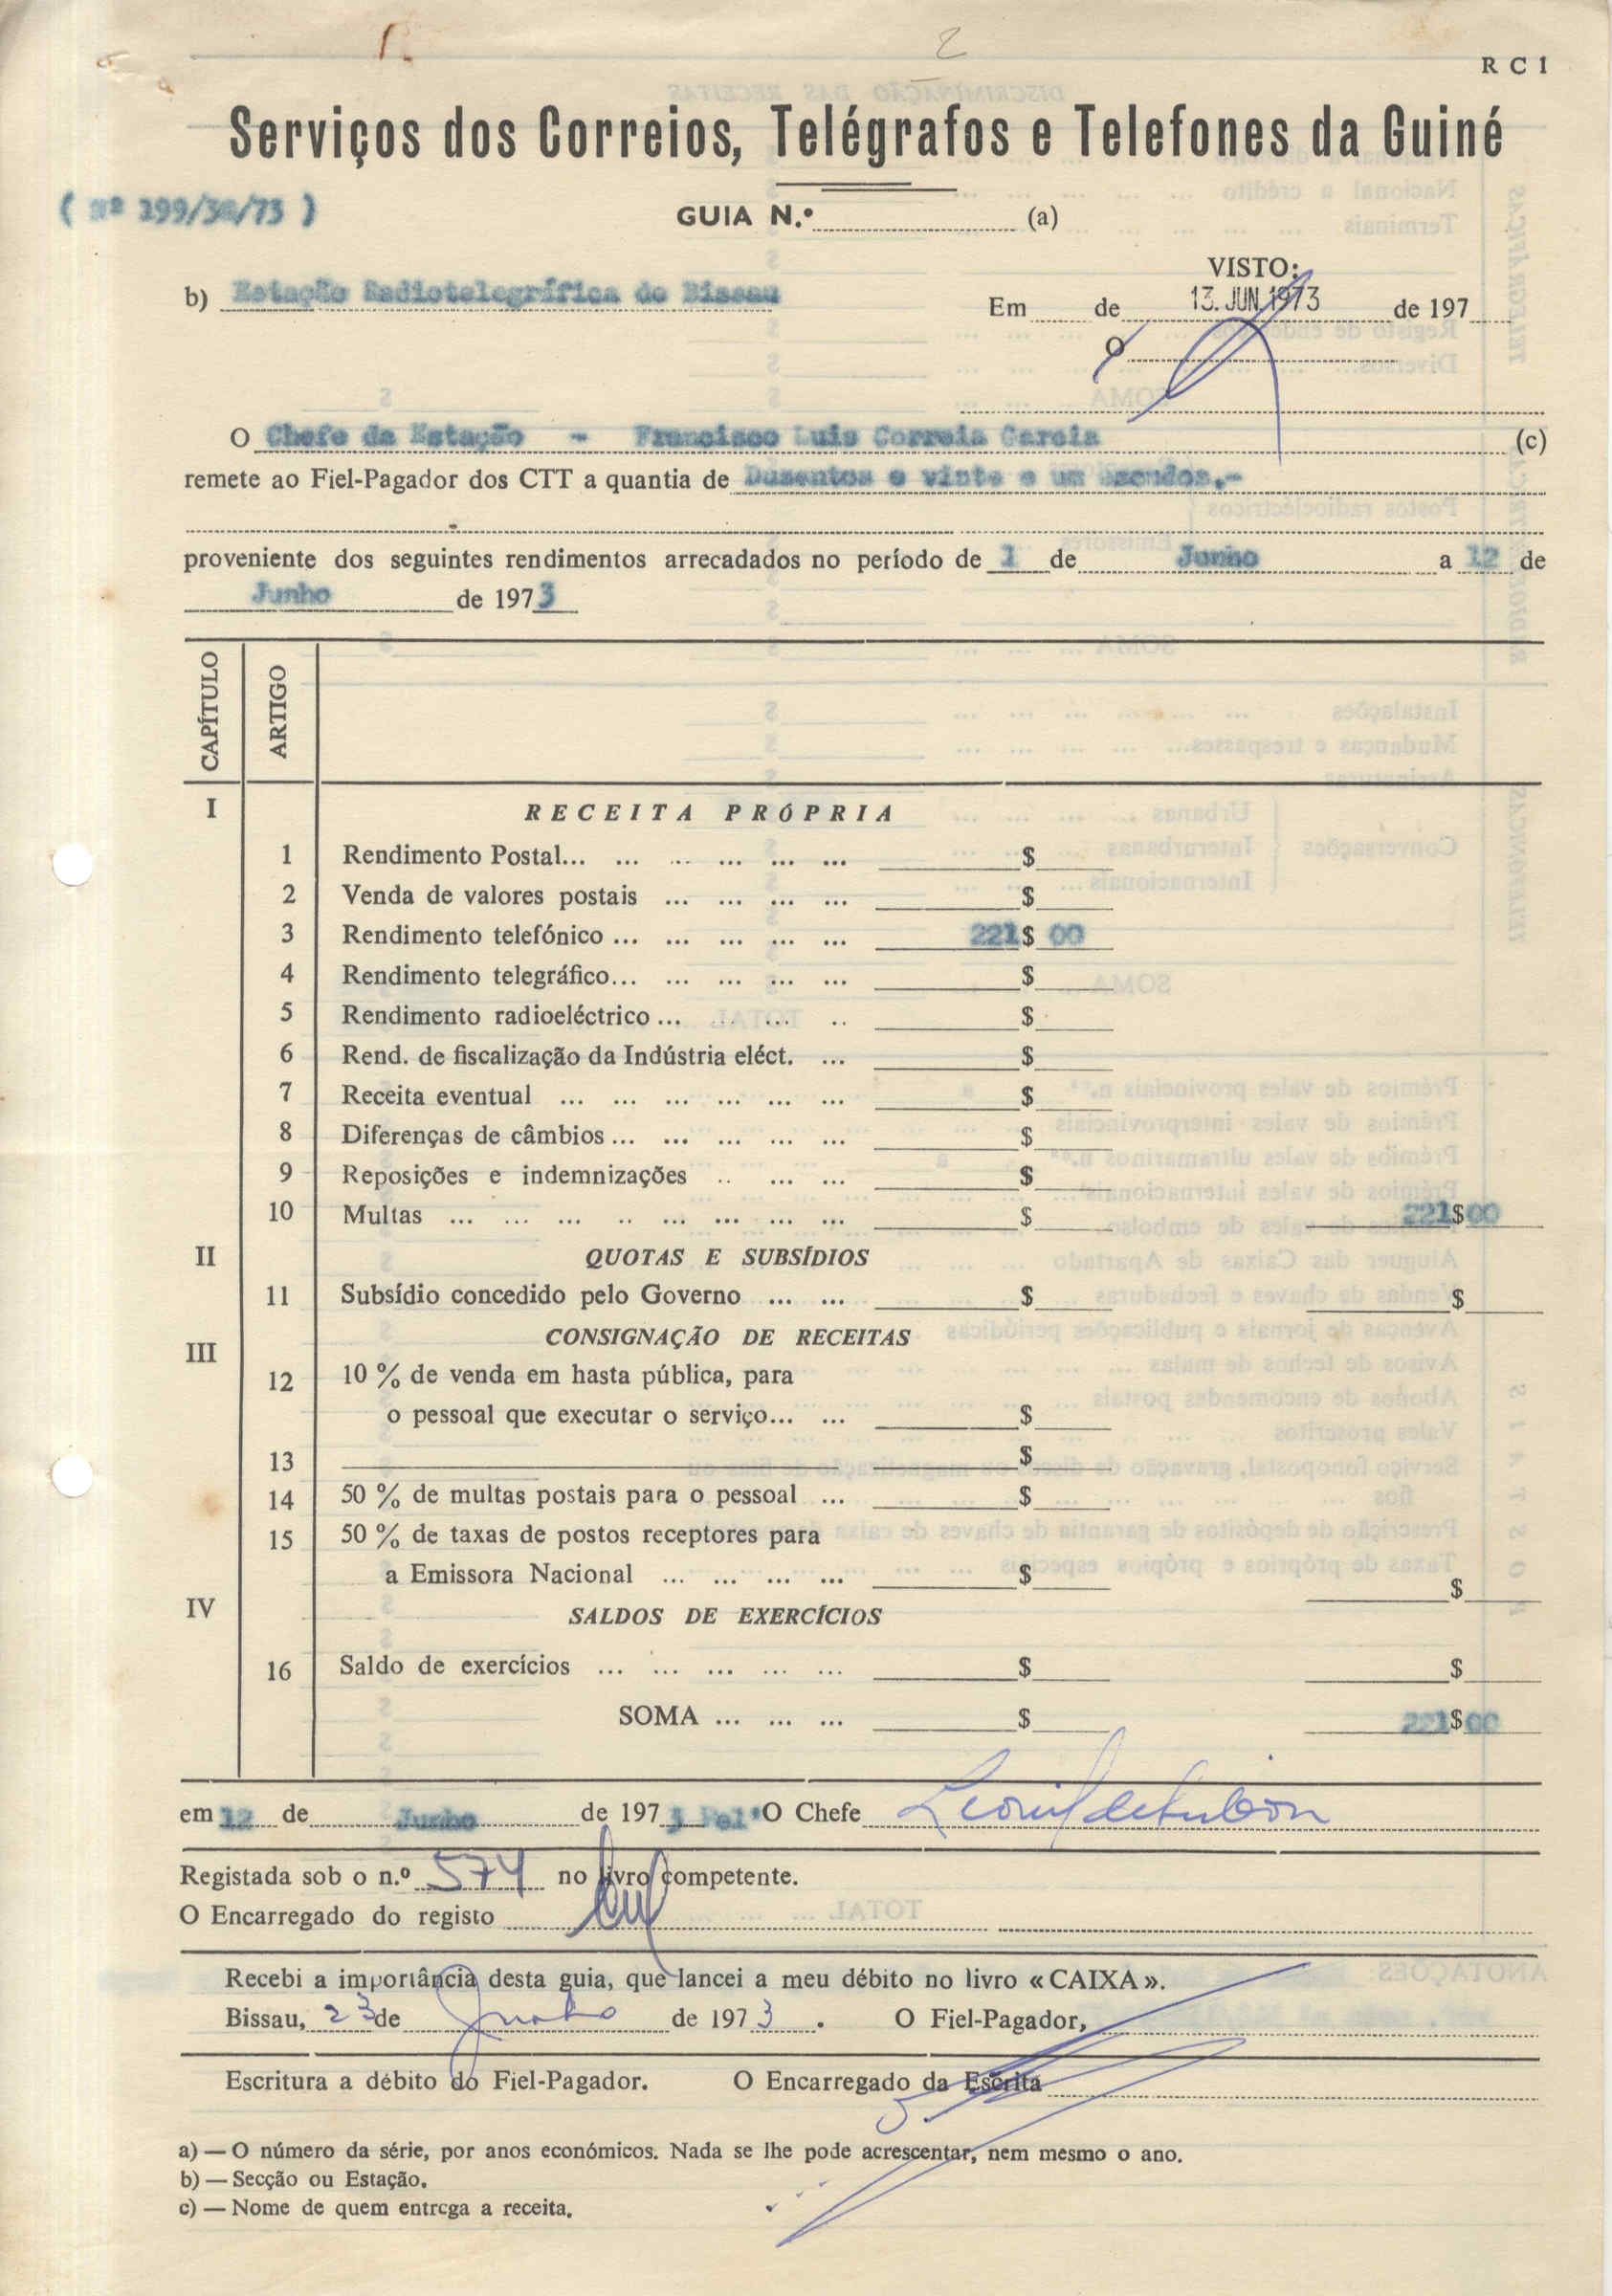 2
R C 1
Serviços dos Correios, Telégrafos e Telefones da Guiné
GUIA N.º (a)
VISTO:
b) Estação Radiotelegráfica de Bissau
Em de 13. JUN. 1973 de 197
O
O Chefe da Estação - Francisco Luis Correia Garcia (c)
remete ao Fiel-Pagador dos CTT a quantia de Duzentos e vinte e um escudos.-
proveniente dos seguintes rendimentos arrecadados no período de 1 de Junho a 12 de
Junho de 1973
CAPÍTULO ARTIGO
I RECEITA PRÓPRIA
1 Rendimento Postal... ... ... ... ... ... $
2 Venda de valores postais ... ... ... ... $
3 Rendimento telefónico ... ... ... ... ... 221$ 00
4 Rendimento telegráfico... ... ... ... ... $
5 Rendimento radioeléctrico ... ... ... .. $
6 Rend. de fiscalização da Indústria eléct. ... $
7 Receita eventual ... ... ... ... ... ... $
8 Diferenças de câmbios ... ... ... ... ... $
9 Reposições e indemnizações .. ... ... $
10 Multas ... ... ... .. ... ... ... ... $ 221$00
II QUOTAS E SUBSÍDIOS
11 Subsídio concedido pelo Governo ... ... $ $
III CONSIGNAÇÃO DE RECEITAS
12 10 % de venda em hasta pública, para
o pessoal que executar o serviço... ... $
13 $
14 50 % de multas postais para o pessoal ... $
15 50 % de taxas de postos receptores para
a Emissora Nacional ... ... ... ... $ $
IV SALDOS DE EXERCÍCIOS
16 Saldo de exercícios ... ... ... ... ... $ $
SOMA ... ... ... $ 221$00
em 12 de Junho de 1973 Pel'O Chefe
Registada sob o n.º 574 no livro competente.
O Encarregado do registo
Recebi a importância desta guia, que lancei a meu débito no livro «CAIXA».
Bissau, 23 de Junho de 1973. O Fiel-Pagador,
Escritura a débito do Fiel-Pagador. O Encarregado da Escrita
a) — O número da série, por anos económicos. Nada se lhe pode acrescentar, nem mesmo o ano.
b) — Secção ou Estação.
c) — Nome de quem entrega a receita.